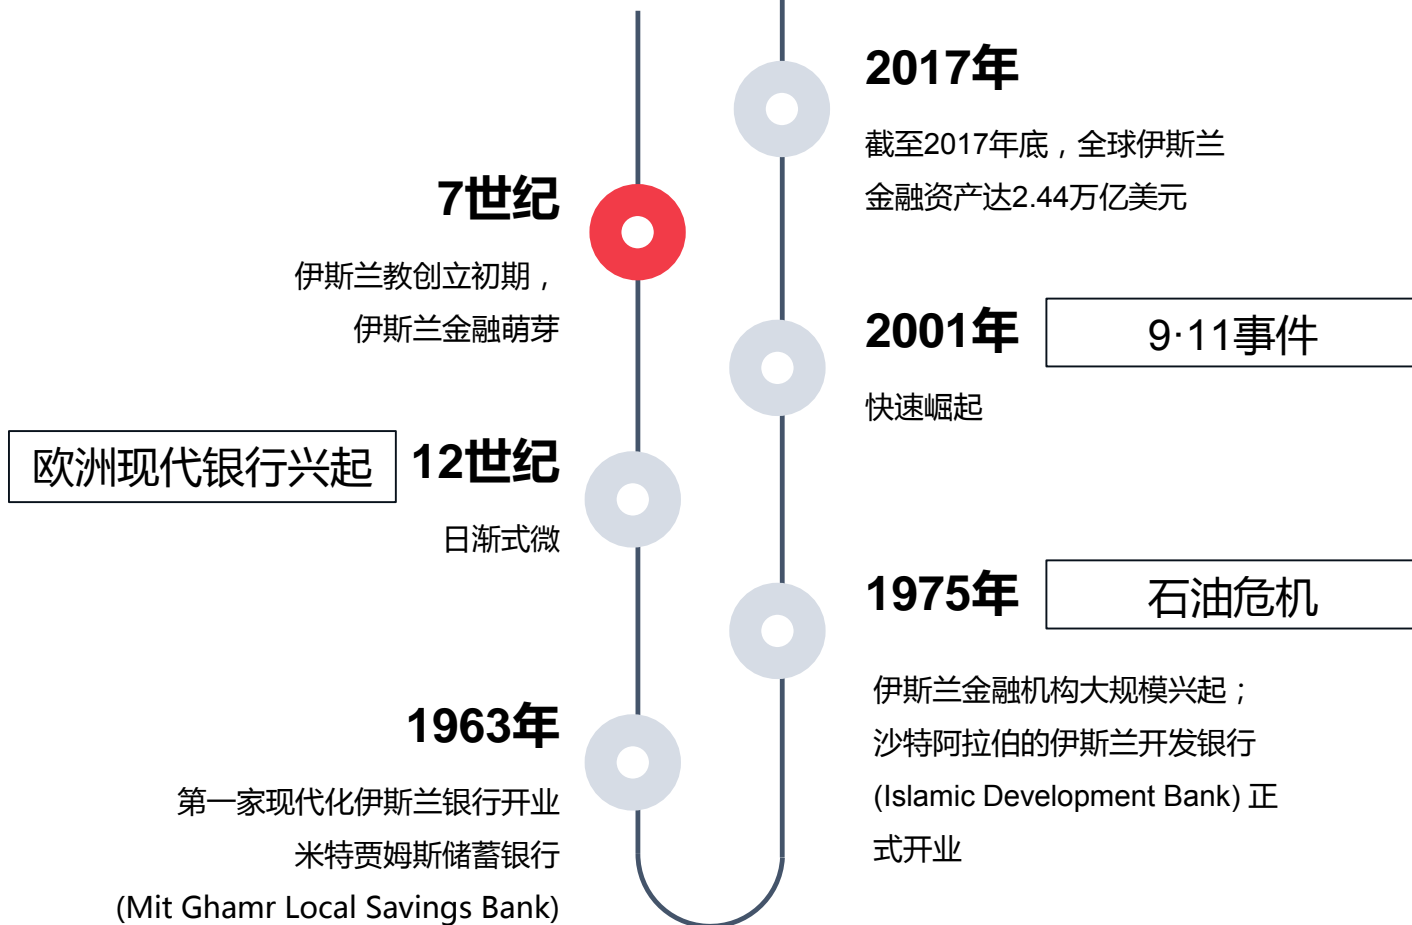 7世纪
伊斯兰教创立初期，
伊斯兰金融萌芽
欧洲现代银行兴起
12世纪
日渐式微
1963年
第一家现代化伊斯兰银行开业
米特贾姆斯储蓄银行
(Mit Ghamr Local Savings Bank)
1975年
石油危机
伊斯兰金融机构大规模兴起；
沙特阿拉伯的伊斯兰开发银行
(Islamic Development Bank) 正
式开业
2001年
9·11事件
快速崛起
2017年
截至2017年底，全球伊斯兰
金融资产达2.44万亿美元